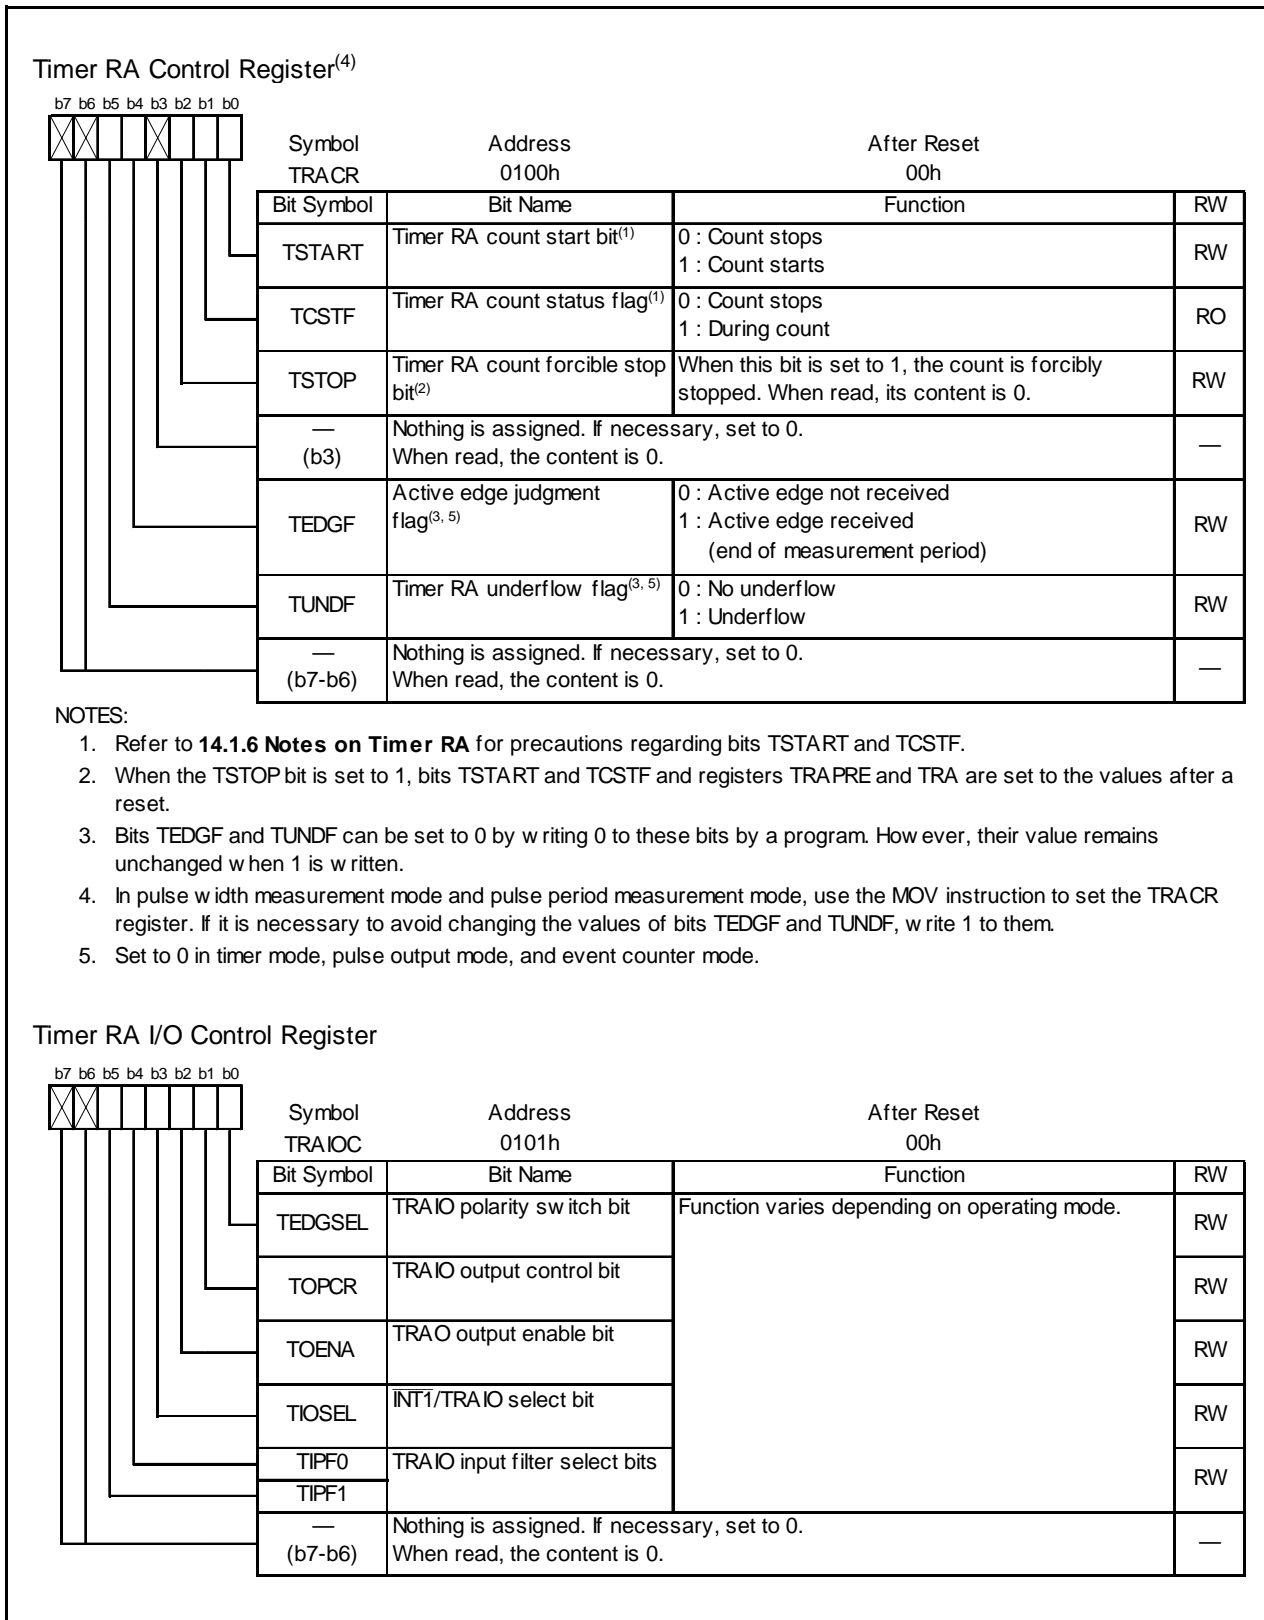 Timer RA Control Register(4)
b7 b6 b5 b4 b3 b2 b1 b0
Symbol Address After Reset
TRACR 0100h 00h
Bit Symbol Bit Name Function RW
TSTART Timer RA count start bit(1) 0 : Count stops
1 : Count starts RW
TCSTF Timer RA count status flag(1) 0 : Count stops
1 : During count RO
TSTOP Timer RA count forcible stop bit(2) When this bit is set to 1, the count is forcibly
stopped. When read, its content is 0. RW
— Nothing is assigned. If necessary, set to 0.
(b3) When read, the content is 0. —
TEDGF Active edge judgment flag(3, 5) 0 : Active edge not received
1 : Active edge received
(end of measurement period) RW
TUNDF Timer RA underflow flag(3, 5) 0 : No underflow
1 : Underflow RW
— Nothing is assigned. If necessary, set to 0.
(b7-b6) When read, the content is 0. —
NOTES:
1. Refer to 14.1.6 Notes on Timer RA for precautions regarding bits TSTART and TCSTF.
2. When the TSTOP bit is set to 1, bits TSTART and TCSTF and registers TRAPRE and TRA are set to the values after a
reset.
3. Bits TEDGF and TUNDF can be set to 0 by writing 0 to these bits by a program. However, their value remains
unchanged when 1 is written.
4. In pulse width measurement mode and pulse period measurement mode, use the MOV instruction to set the TRACR
register. If it is necessary to avoid changing the values of bits TEDGF and TUNDF, write 1 to them.
5. Set to 0 in timer mode, pulse output mode, and event counter mode.
Timer RA I/O Control Register
b7 b6 b5 b4 b3 b2 b1 b0
Symbol Address After Reset
TRAIOC 0101h 00h
Bit Symbol Bit Name Function RW
TEDGSEL TRAIO polarity switch bit Function varies depending on operating mode. RW
TOPCR TRAIO output control bit RW
TOENA TRAO output enable bit RW
TIOSEL INT1/TRAIO select bit RW
TIPF0 TRAIO input filter select bits RW
TIPF1
— Nothing is assigned. If necessary, set to 0.
(b7-b6) When read, the content is 0. —